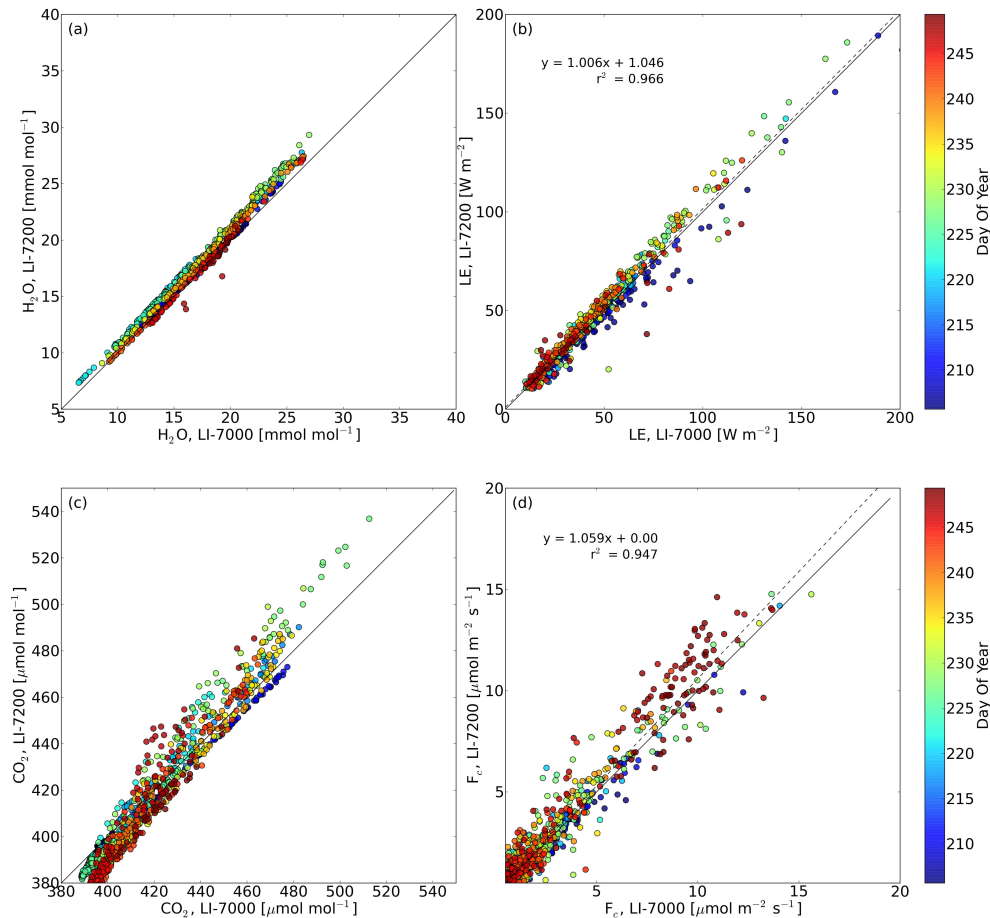 (a)
40
35
30
25
20
15
10
5
H₂O, LI-7200 [mmol mol⁻¹]
5 10 15 20 25 30 35 40
H₂O, LI-7000 [mmol mol⁻¹]
(b)
y = 1.006x + 1.046
r² = 0.966
200
150
100
50
0
LE, LI-7200 [W m⁻²]
0 50 100 150 200
LE, LI-7000 [W m⁻²]
245
240
235
230
225
220
215
210
Day Of Year
(c)
540
520
500
480
460
440
420
400
380
CO₂, LI-7200 [μmol mol⁻¹]
380 400 420 440 460 480 500 520 540
CO₂, LI-7000 [μmol mol⁻¹]
(d)
y = 1.059x + 0.00
r² = 0.947
20
15
10
5
F꜀, LI-7200 [μmol m⁻² s⁻¹]
5 10 15 20
F꜀, LI-7000 [μmol m⁻² s⁻¹]
245
240
235
230
225
220
215
210
Day Of Year